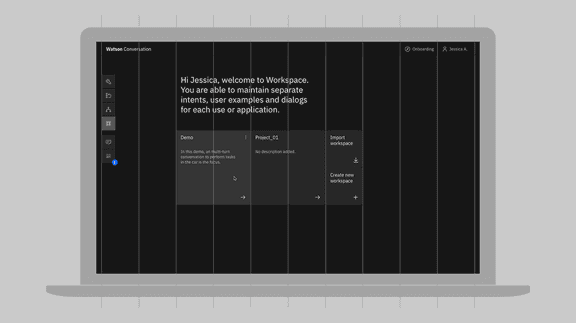 Watson Conversation
Onboarding
Jessica A.
Hi Jessica, welcome to Workspace.
You are able to maintain separate
intents, user examples and dialogs
for each use or application.
Demo
In this demo, an multi-turn
conversation to perform tasks
in the car is the focus.
Project_01
No description added.
Import
workspace
Create new
workspace